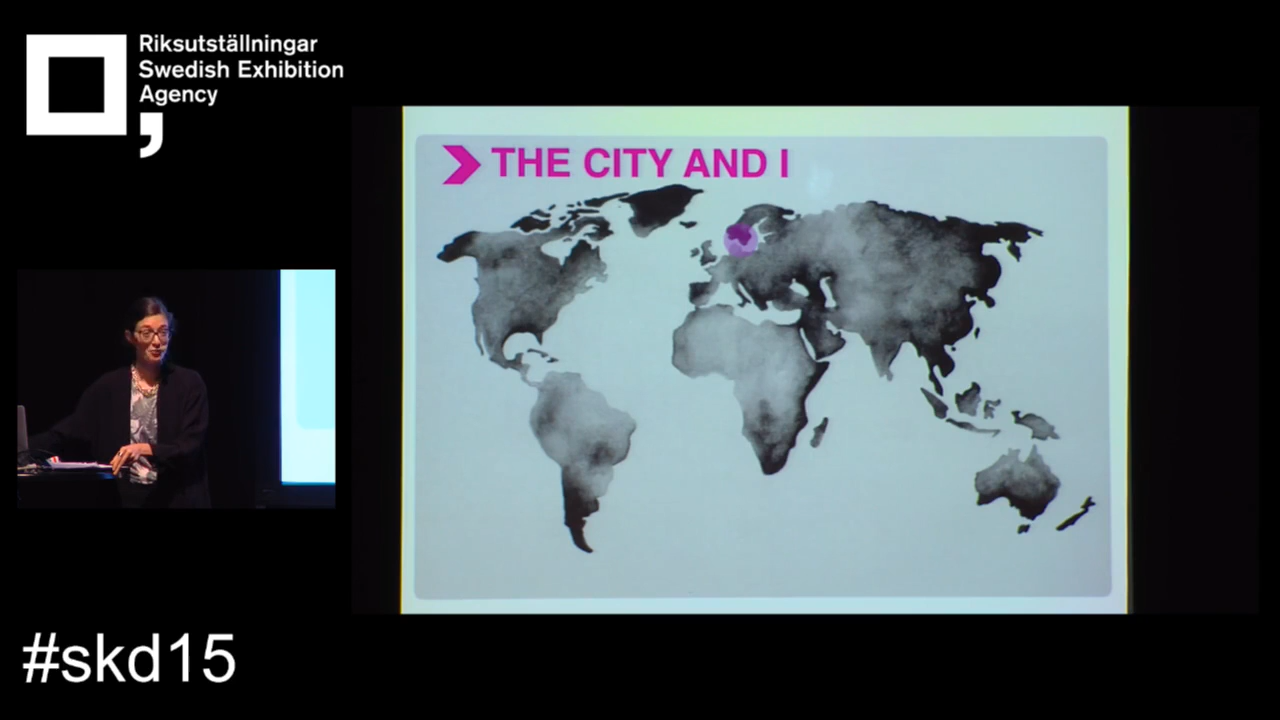 Riksutställningar
Swedish Exhibition
Agency
THE CITY AND I
#skd15